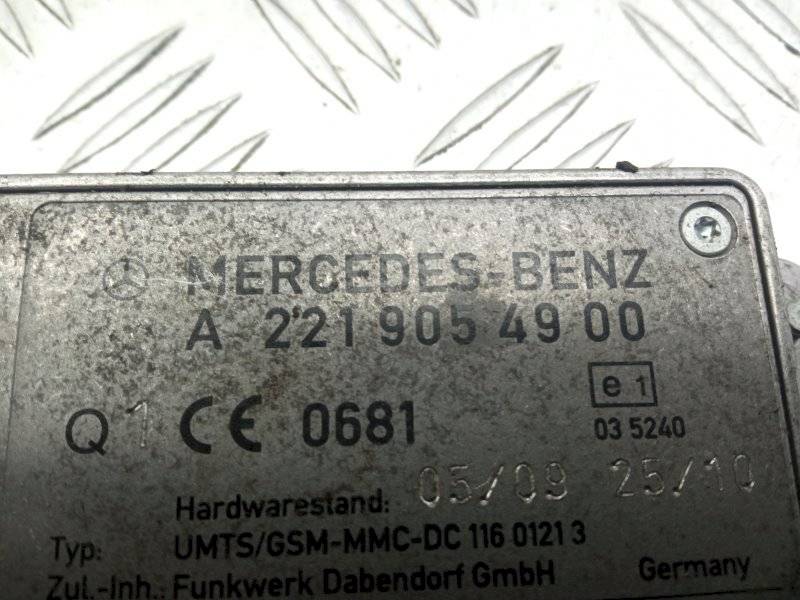 MERCEDES-BENZ
A 221 905 49 00
Q 1 CE 0681
e 1
03 5240
Hardwarestand: 05/09 25/10
Typ: UMTS/GSM-MMC-DC 116 0121 3
Zul.-Inh.: Funkwerk Dabendorf GmbH Germany